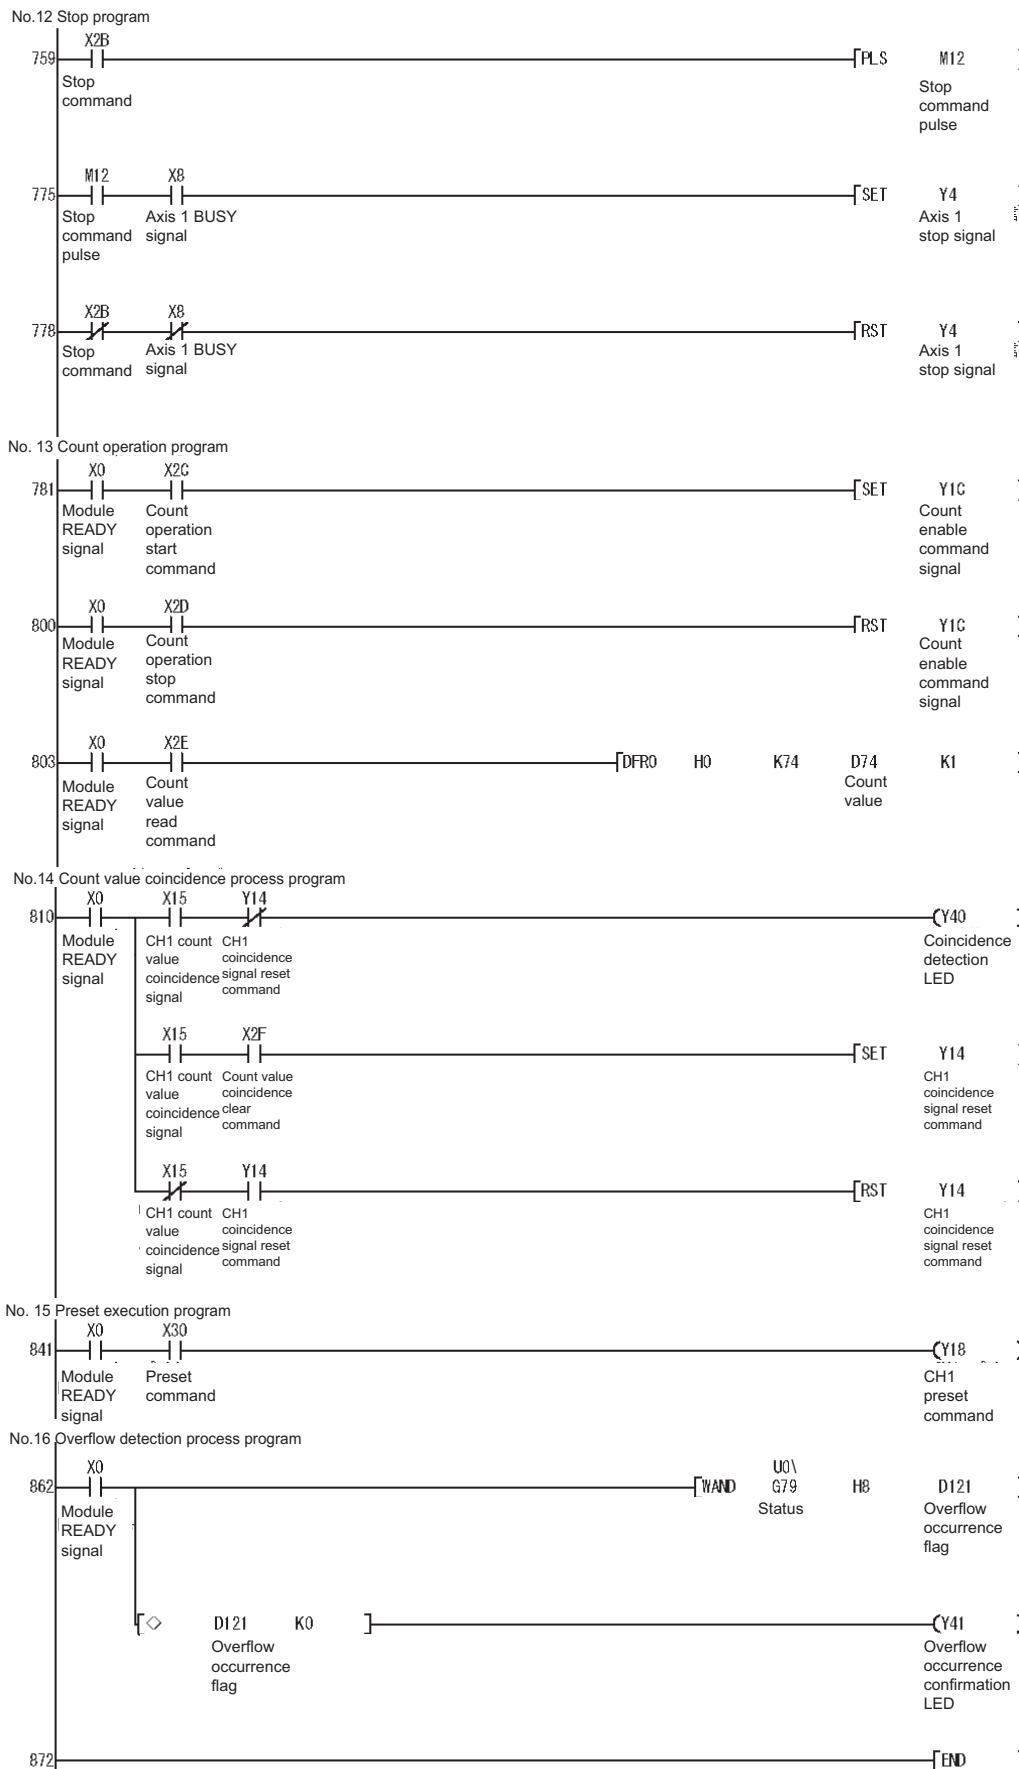 No.12 Stop program
X2B
759 [PLS M12
Stop
command
Stop
command
pulse
M12 X8
775 [SET Y4
Stop
command
pulse
Axis 1 BUSY
signal
Axis 1
stop signal
X2B X8
778 [RST Y4
Stop
command
Axis 1 BUSY
signal
Axis 1
stop signal
No. 13 Count operation program
X0 X2C
781 [SET Y1C
Module
READY
signal
Count
operation
start
command
Count
enable
command
signal
X0 X2D
800 [RST Y1C
Module
READY
signal
Count
operation
stop
command
Count
enable
command
signal
X0 X2E
803 [DFRO H0 K74 D74 K1
Module
READY
signal
Count
value
read
command
Count
value
No.14 Count value coincidence process program
X0 X15 Y14
810 (Y40
Module
READY
signal
CH1 count
value
coincidence
signal
CH1
coincidence
signal reset
command
Coincidence
detection
LED
X15 X2F
[SET Y14
CH1 count
value
coincidence
signal
Count value
coincidence
clear
command
CH1
coincidence
signal reset
command
X15 Y14
[RST Y14
CH1 count
value
coincidence
signal
CH1
coincidence
signal reset
command
CH1
coincidence
signal reset
command
No. 15 Preset execution program
X0 X30
841 (Y18
Module
READY
signal
Preset
command
CH1
preset
command
No.16 Overflow detection process program
X0 U0\
862 [WAND G79 H8 D121
Module
READY
signal
Status
Overflow
occurrence
flag
[<> D121 K0 ] (Y41
Overflow
occurrence
flag
Overflow
occurrence
confirmation
LED
872 [END